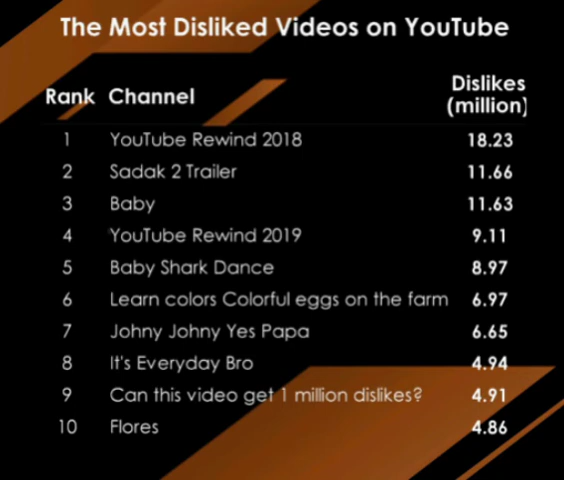 The Most Disliked Videos on YouTube
Rank Channel Dislikes (million)
1 YouTube Rewind 2018 18.23
2 Sadak 2 Trailer 11.66
3 Baby 11.63
4 YouTube Rewind 2019 9.11
5 Baby Shark Dance 8.97
6 Learn colors Colorful eggs on the farm 6.97
7 Johny Johny Yes Papa 6.65
8 It's Everyday Bro 4.94
9 Can this video get 1 million dislikes? 4.91
10 Flores 4.86